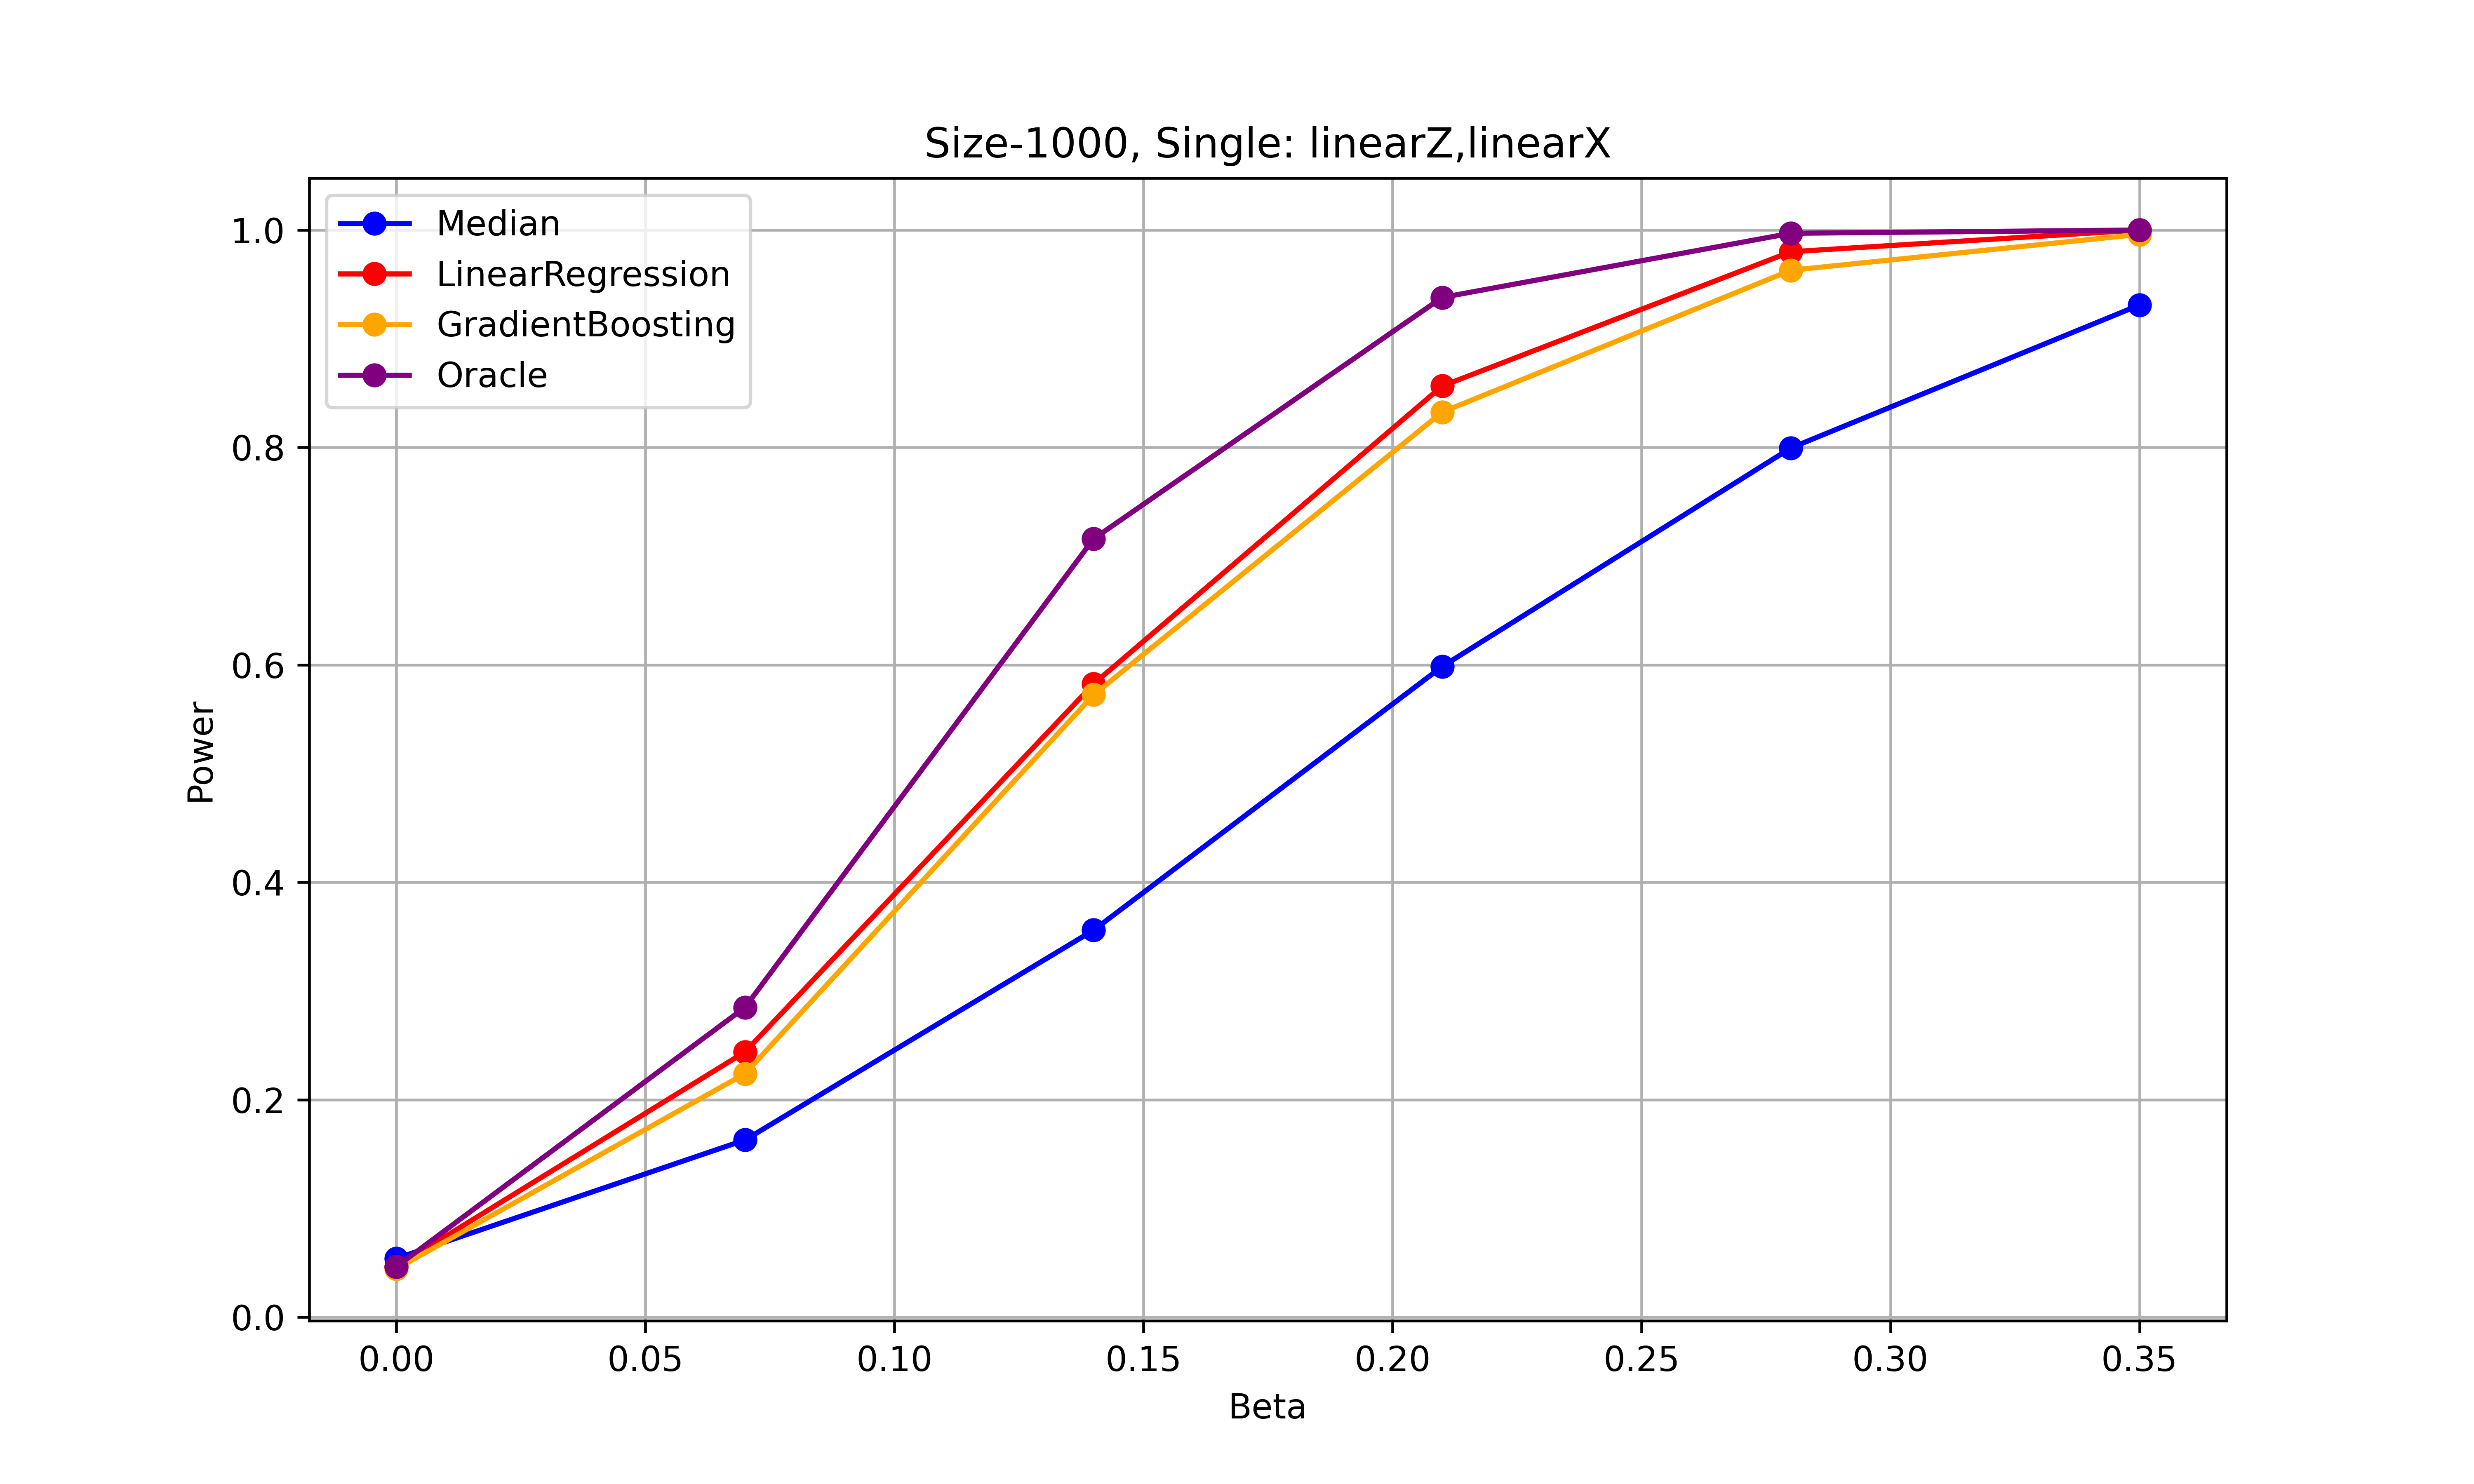 Size-1000, Single: linearZ,linearX
Median
LinearRegression
GradientBoosting
Oracle
1.0
0.8
0.6
0.4
0.2
0.0
Power
0.00 0.05 0.10 0.15 0.20 0.25 0.30 0.35
Beta